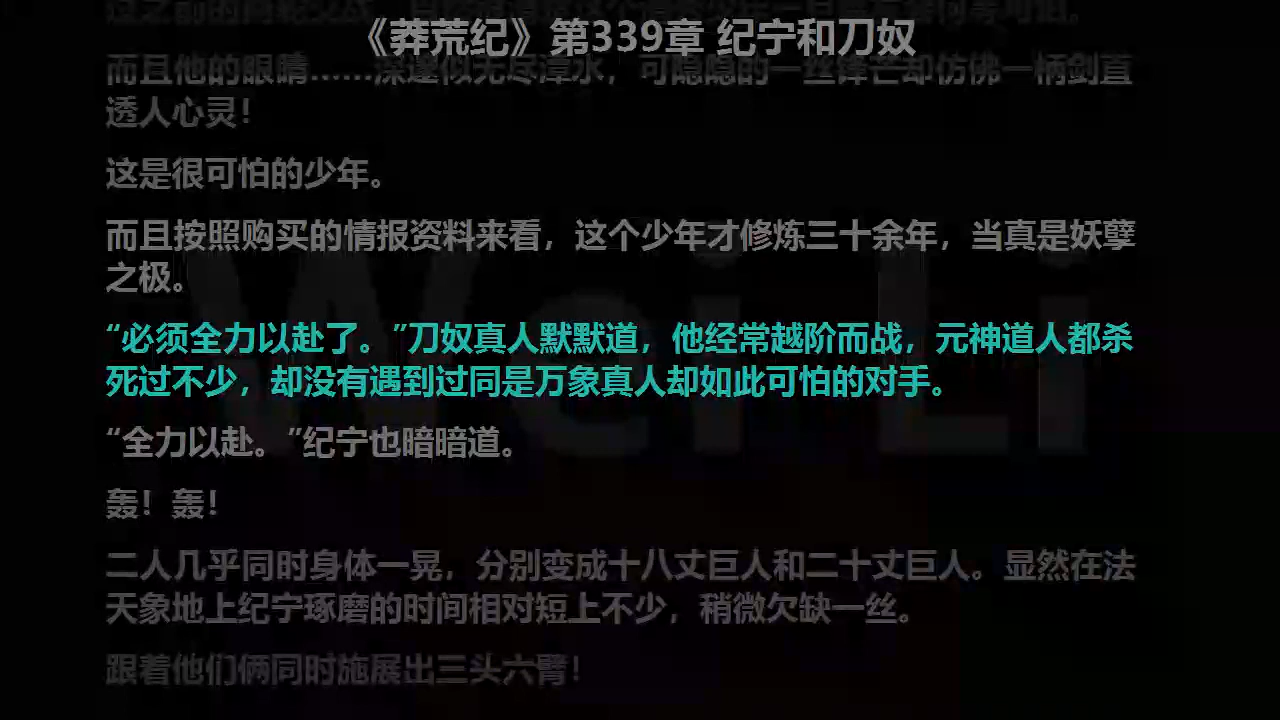 《莽荒纪》第339章 纪宁和刀奴
而且他的眼睛……深邃似无尽潭水，可隐隐的一丝锋芒却仿佛一柄剑直
透人心灵！
这是很可怕的少年。
而且按照购买的情报资料来看，这个少年才修炼三十余年，当真是妖孽
之极。
“必须全力以赴了。”刀奴真人默默道，他经常越阶而战，元神道人都杀
死过不少，却没有遇到过同是万象真人却如此可怕的对手。
“全力以赴。”纪宁也暗暗道。
轰！轰！
二人几乎同时身体一晃，分别变成十八丈巨人和二十丈巨人。显然在法
天象地上纪宁琢磨的时间相对短上不少，稍微欠缺一丝。
跟着他们俩同时施展出三头六臂！
Wei Li